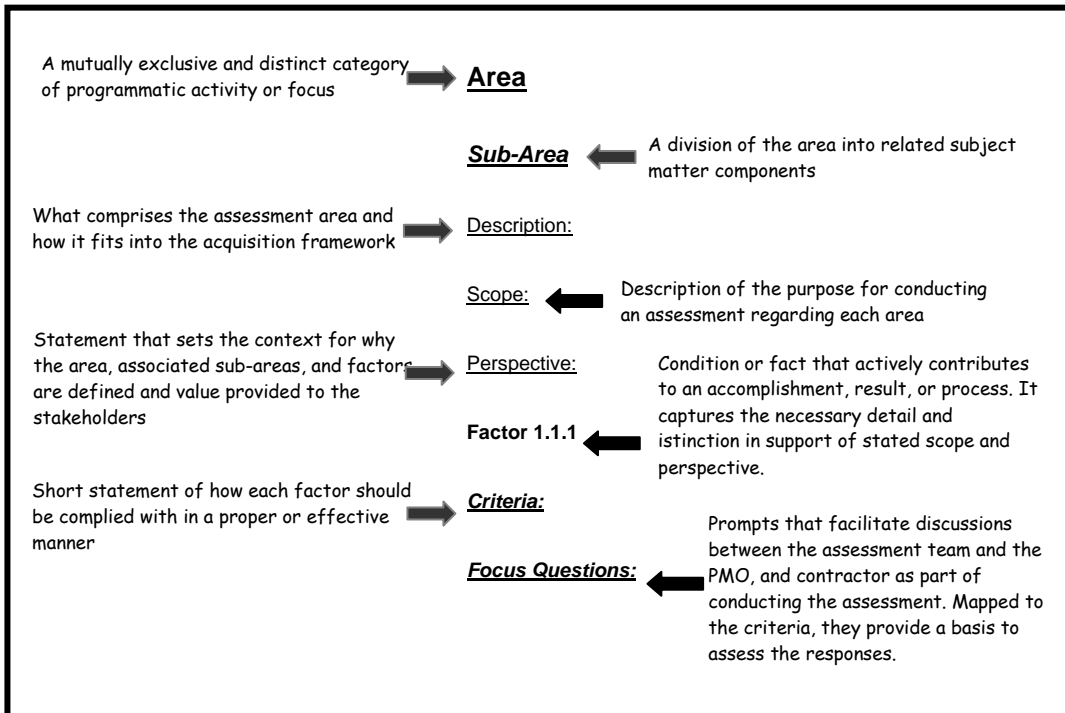 A mutually exclusive and distinct category
of programmatic activity or focus
Area
Sub-Area
A division of the area into related subject
matter components
What comprises the assessment area and
how it fits into the acquisition framework
Description:
Scope:
Description of the purpose for conducting
an assessment regarding each area
Statement that sets the context for why
the area, associated sub-areas, and factors
are defined and value provided to the
stakeholders
Perspective:
Condition or fact that actively contributes
to an accomplishment, result, or process. It
captures the necessary detail and
istinction in support of stated scope and
perspective.
Factor 1.1.1
Short statement of how each factor should
be complied with in a proper or effective
manner
Criteria:
Focus Questions:
Prompts that facilitate discussions
between the assessment team and the
PMO, and contractor as part of
conducting the assessment. Mapped to
the criteria, they provide a basis to
assess the responses.